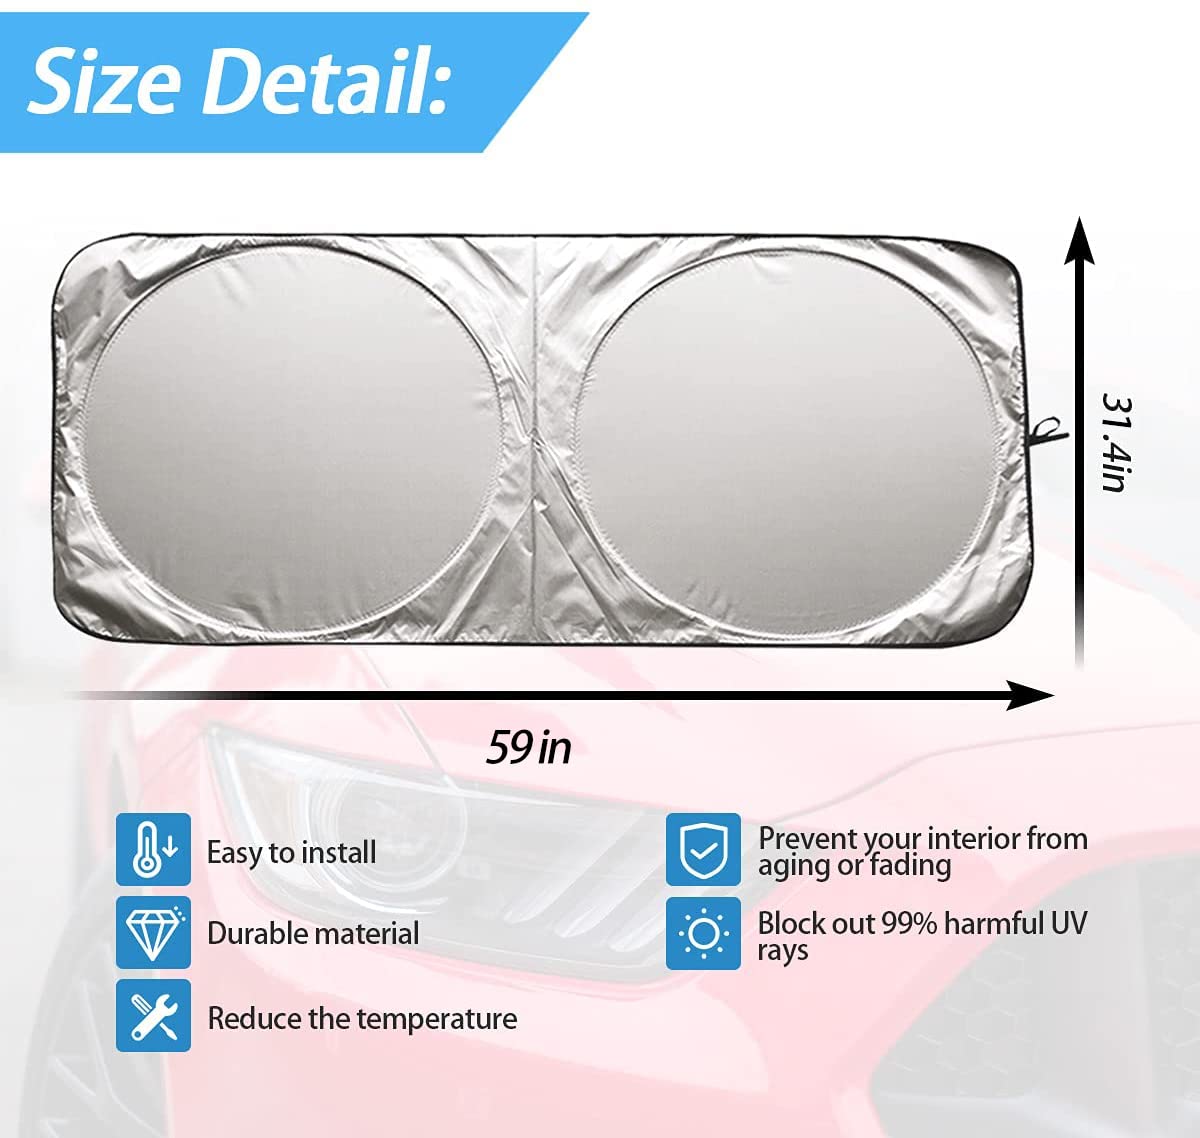 Size Detail:
31.4in
59 in
Easy to install
Durable material
Reduce the temperature
Prevent your interior from
aging or fading
Block out 99% harmful UV
rays